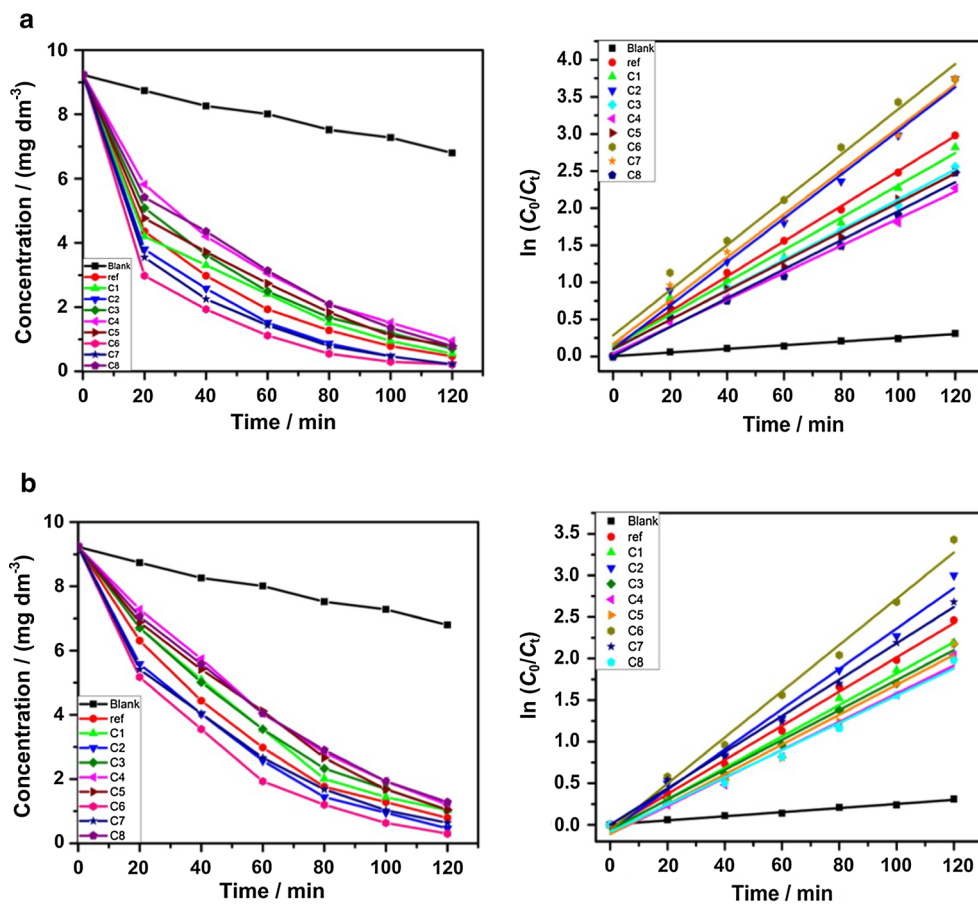 a
Concentration / (mg dm-3)
10
8
6
4
2
0
Blank
ref
C1
C2
C3
C4
C5
C6
C7
C8
0 20 40 60 80 100 120
Time / min
ln (C0/Ct)
4.0
3.5
3.0
2.5
2.0
1.5
1.0
0.5
0.0
Blank
ref
C1
C2
C3
C4
C5
C6
C7
C8
0 20 40 60 80 100 120
Time / min
b
Concentration / (mg dm-3)
10
8
6
4
2
0
Blank
ref
C1
C2
C3
C4
C5
C6
C7
C8
0 20 40 60 80 100 120
Time / min
ln (C0/Ct)
3.5
3.0
2.5
2.0
1.5
1.0
0.5
0.0
Blank
ref
C1
C2
C3
C4
C5
C6
C7
C8
0 20 40 60 80 100 120
Time / min